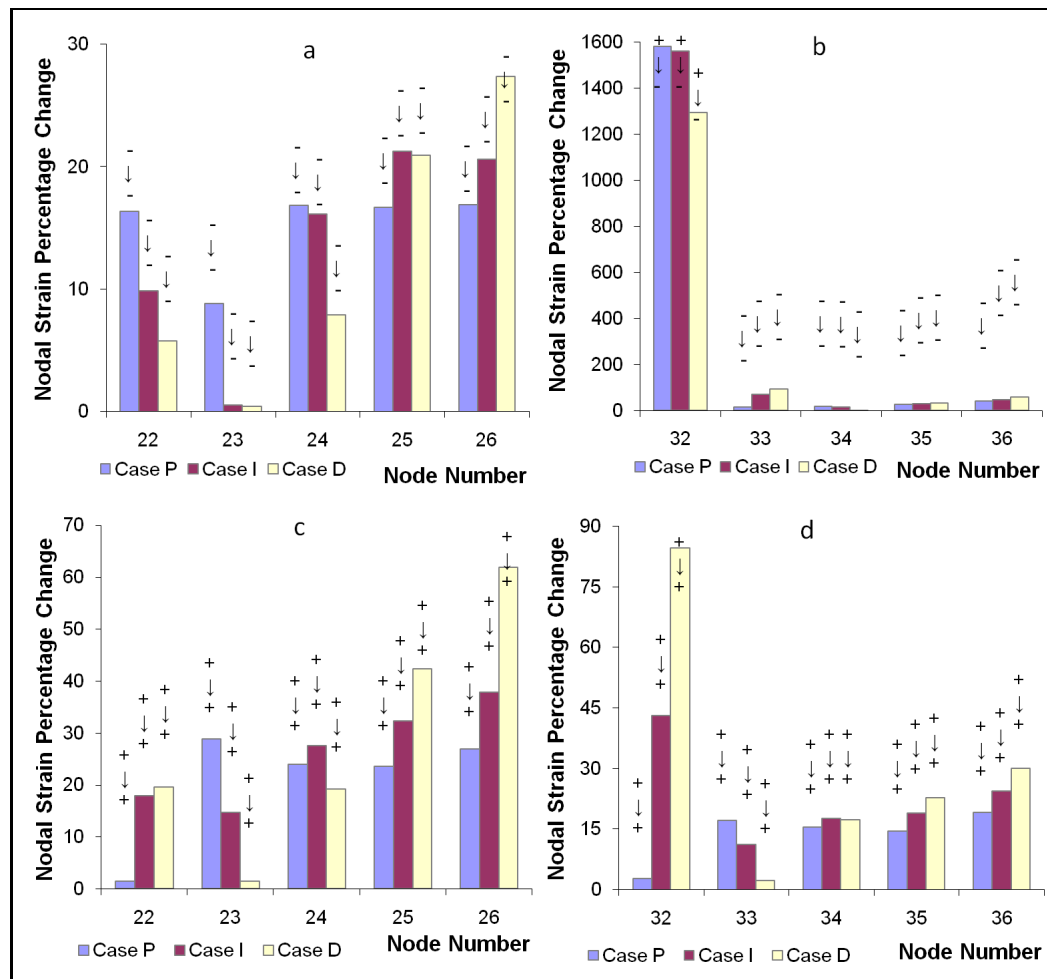 a
Nodal Strain Percentage Change
30
20
10
0
- - - - - - - - - - - - - - -
↓ ↓ ↓ ↓ ↓ ↓ ↓ ↓ ↓ ↓ ↓ ↓ ↓ ↓ ↓
- - - - - - - - - - - - - - -
22 23 24 25 26
Case P Case I Case D Node Number
b
Nodal Strain Percentage Change
1600
1400
1200
1000
800
600
400
200
0
+ + + - - - - - - - - - - - -
↓ ↓ ↓ ↓ ↓ ↓ ↓ ↓ ↓ ↓ ↓ ↓ ↓ ↓ ↓
- - - - - - - - - - - - - - -
32 33 34 35 36
Case P Case I Case D Node Number
c
Nodal Strain Percentage Change
70
60
50
40
30
20
10
0
+ + + + + + + + + + + + + + +
↓ ↓ ↓ ↓ ↓ ↓ ↓ ↓ ↓ ↓ ↓ ↓ ↓ ↓ ↓
+ + + + + + + + + + + + + + +
22 23 24 25 26
Case P Case I Case D Node Number
d
Nodal Strain Percentage Change
90
75
60
45
30
15
0
+ + + + + + + + + + + + + + +
↓ ↓ ↓ ↓ ↓ ↓ ↓ ↓ ↓ ↓ ↓ ↓ ↓ ↓ ↓
+ + + + + + + + + + + + + + +
32 33 34 35 36
Case P Case I Case D Node Number